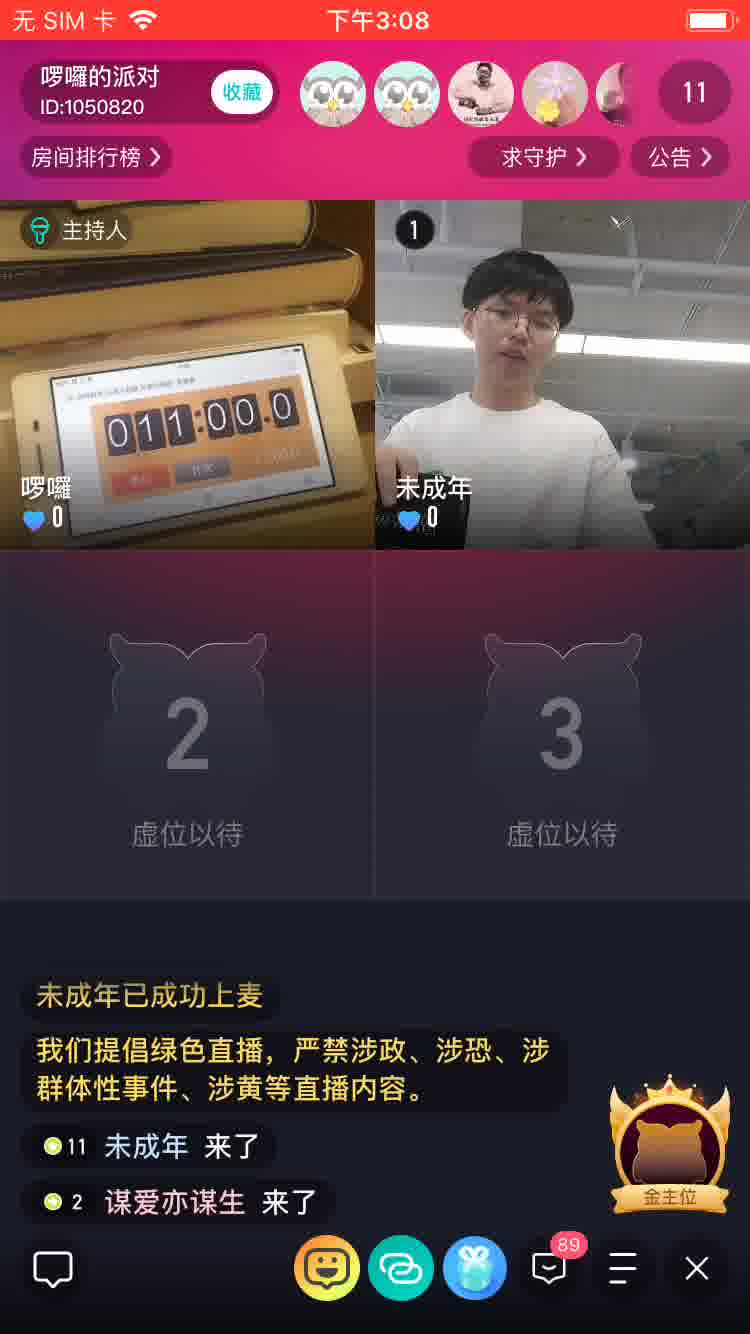 无 SIM 卡
下午3:08
啰囉的派对
ID:1050820
收藏
11
房间排行榜
求守护
公告
主持人
1
011:00.0
啰囉
0
未成年
0
2
虚位以待
3
虚位以待
未成年已成功上麦
我们提倡绿色直播，严禁涉政、涉恐、涉
群体性事件、涉黄等直播内容。
11 未成年 来了
2 谋爱亦谋生 来了
金主位
89